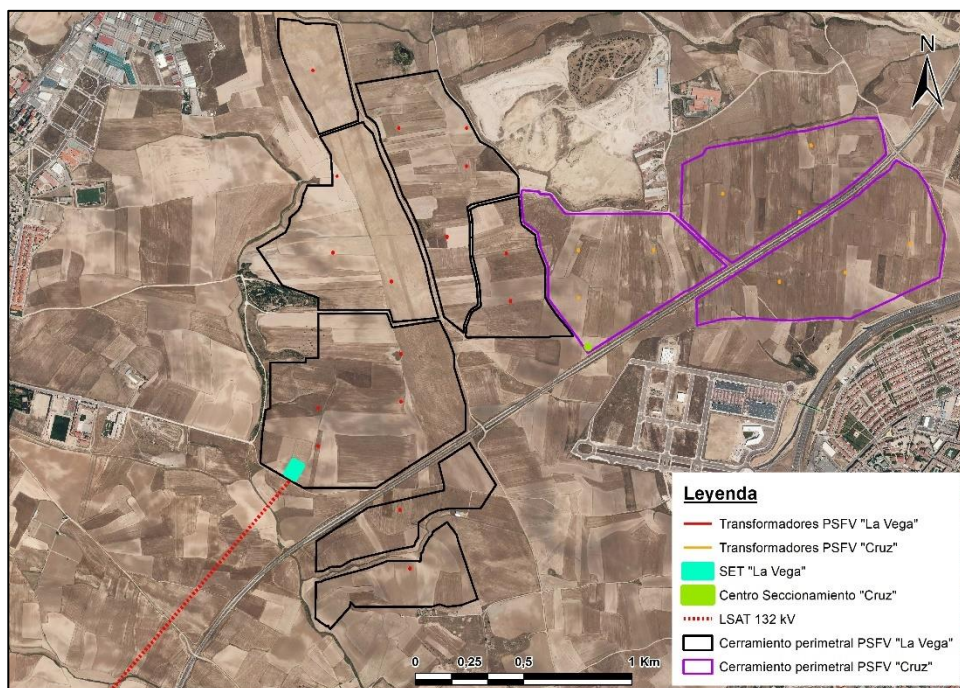 N
Leyenda
Transformadores PSFV "La Vega"
Transformadores PSFV "Cruz"
SET "La Vega"
Centro Seccionamiento "Cruz"
LSAT 132 kV
Cerramiento perimetral PSFV "La Vega"
Cerramiento perimetral PSFV "Cruz"
0 0,25 0,5 1 Km